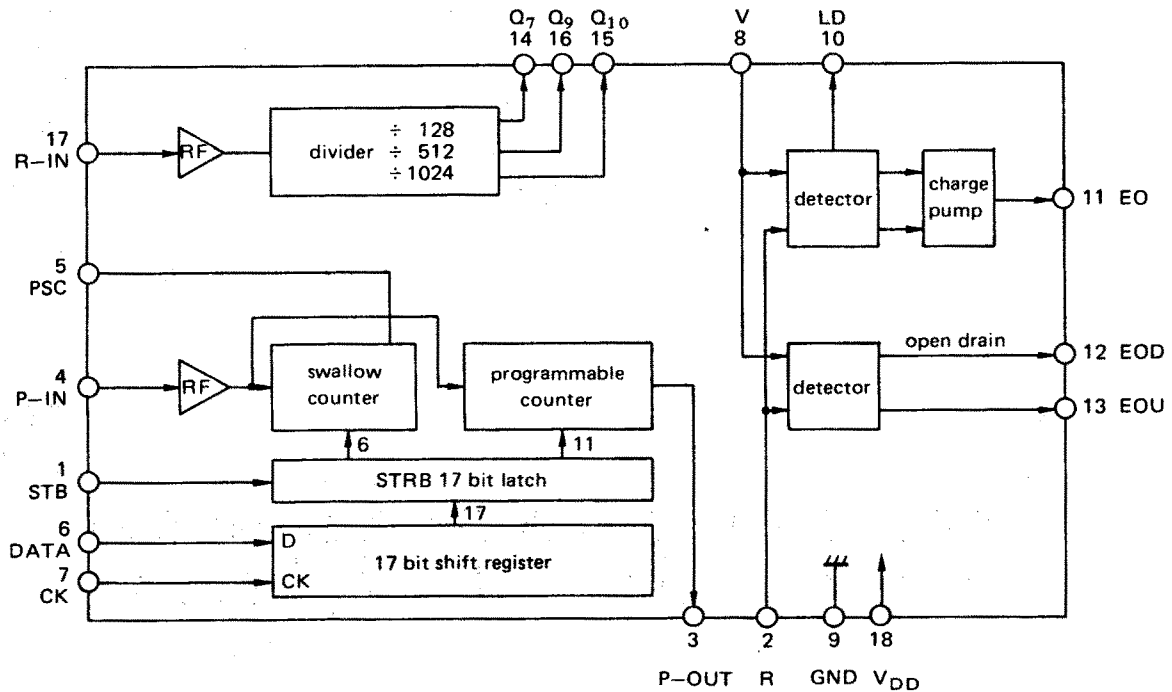 Q7 Q9 Q10 V LD
14 16 15 8 10
17
R-IN
RF
divider
÷ 128
÷ 512
÷ 1024
detector
charge
pump
11 EO
5
PSC
4
P-IN
RF
swallow
counter
programmable
counter
detector
open drain
12 EOD
13 EOU
6
11
1
STB
STRB 17 bit latch
17
6
DATA
D
17 bit shift register
7
CK
CK
3 2 9 18
P-OUT R GND VDD